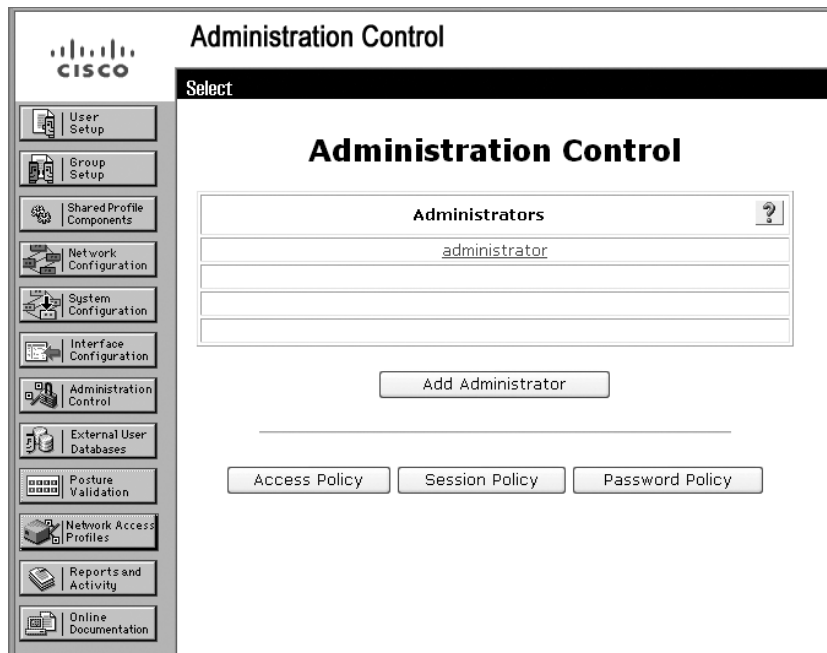 CISCO
Administration Control
Select
User
Setup
Group
Setup
Shared Profile
Components
Network
Configuration
System
Configuration
Interface
Configuration
Administration
Control
External User
Databases
Posture
Validation
Network Access
Profiles
Reports and
Activity
Online
Documentation
Administration Control
Administrators
?
administrator
Add Administrator
Access Policy
Session Policy
Password Policy